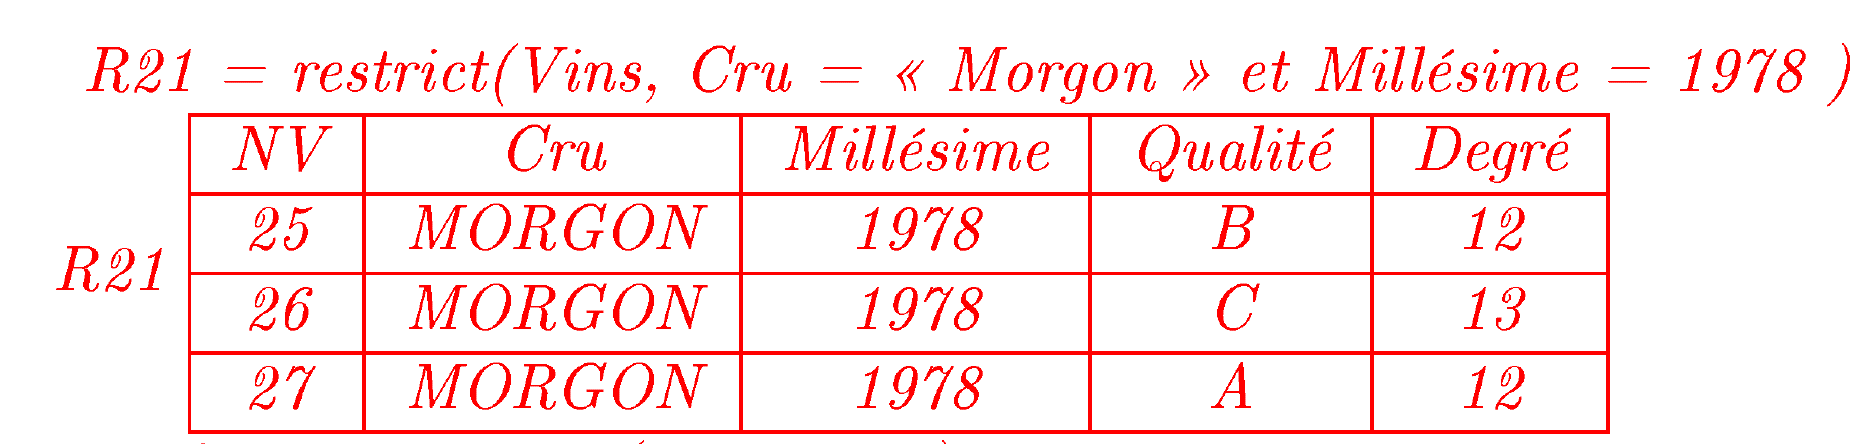 R21 = restrict(Vins, Cru = « Morgon » et Millésime = 1978 )
NV Cru Millésime Qualité Degré
25 MORGON 1978 B 12
R21
26 MORGON 1978 C 13
27 MORGON 1978 A 12